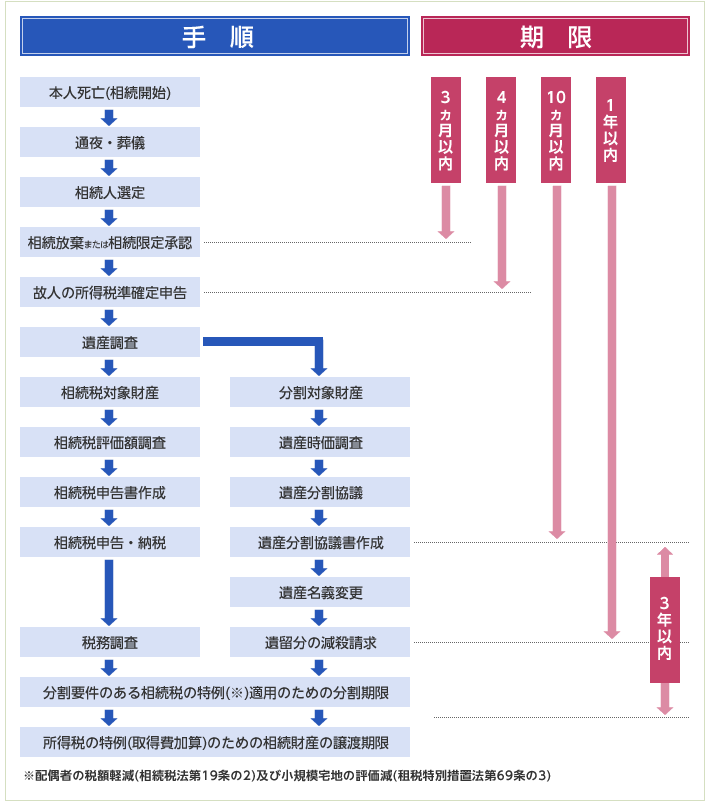 手 順
期 限
本人死亡(相続開始)
通夜・葬儀
相続人選定
相続放棄または相続限定承認
故人の所得税準確定申告
遺産調査
相続税対象財産
分割対象財産
相続税評価額調査
遺産時価調査
相続税申告書作成
遺産分割協議
相続税申告・納税
遺産分割協議書作成
遺産名義変更
税務調査
遺留分の減殺請求
分割要件のある相続税の特例(※)適用のための分割期限
所得税の特例(取得費加算)のための相続財産の譲渡期限
3ヵ月以内
4ヵ月以内
10ヵ月以内
1年以内
3年以内
※配偶者の税額軽減(相続税法第19条の2)及び小規模宅地の評価減(租税特別措置法第69条の3)